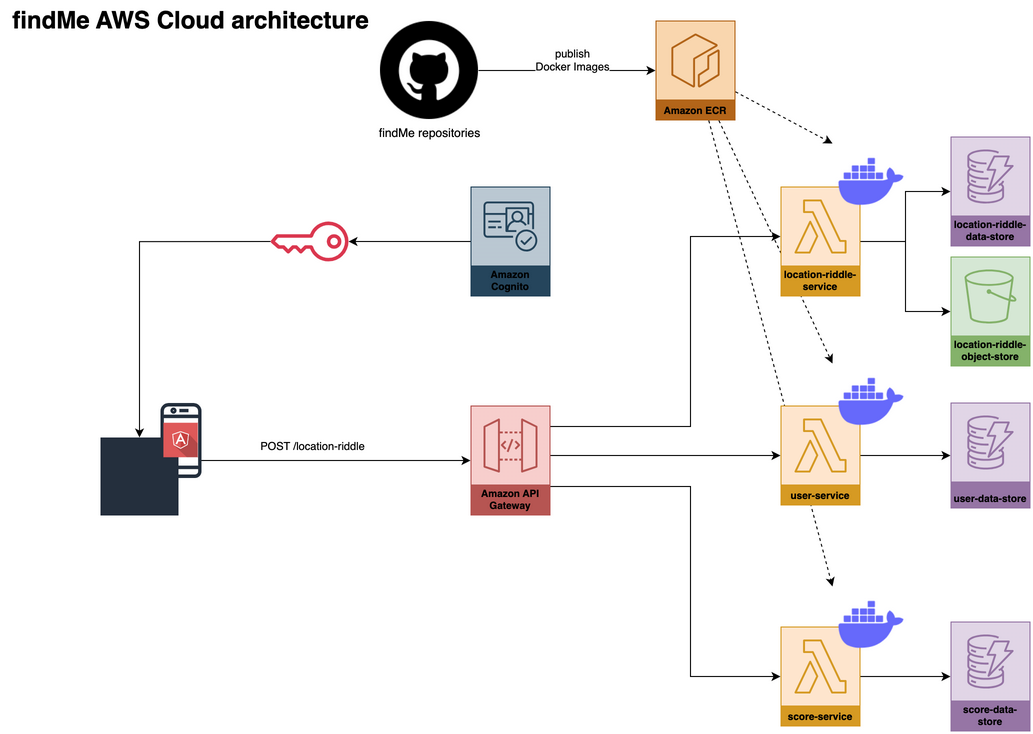 findMe AWS Cloud architecture
publish
Docker Images
Amazon ECR
findMe repositories
location-riddle-
data-store
Amazon
Cognito
location-riddle-
service
location-riddle-
object-store
POST /location-riddle
A
</>
Amazon API
Gateway
user-service
user-data-store
score-service
score-data-
store